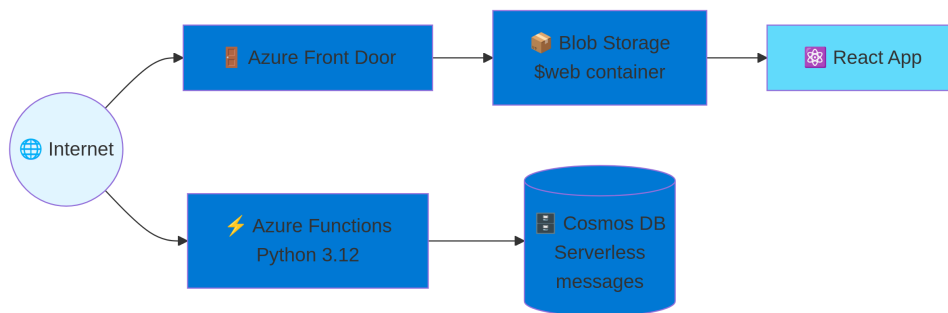 🌐 Internet
🚪 Azure Front Door
📦 Blob Storage
$web container
⚛️ React App
⚡ Azure Functions
Python 3.12
🗄️ Cosmos DB
Serverless
messages